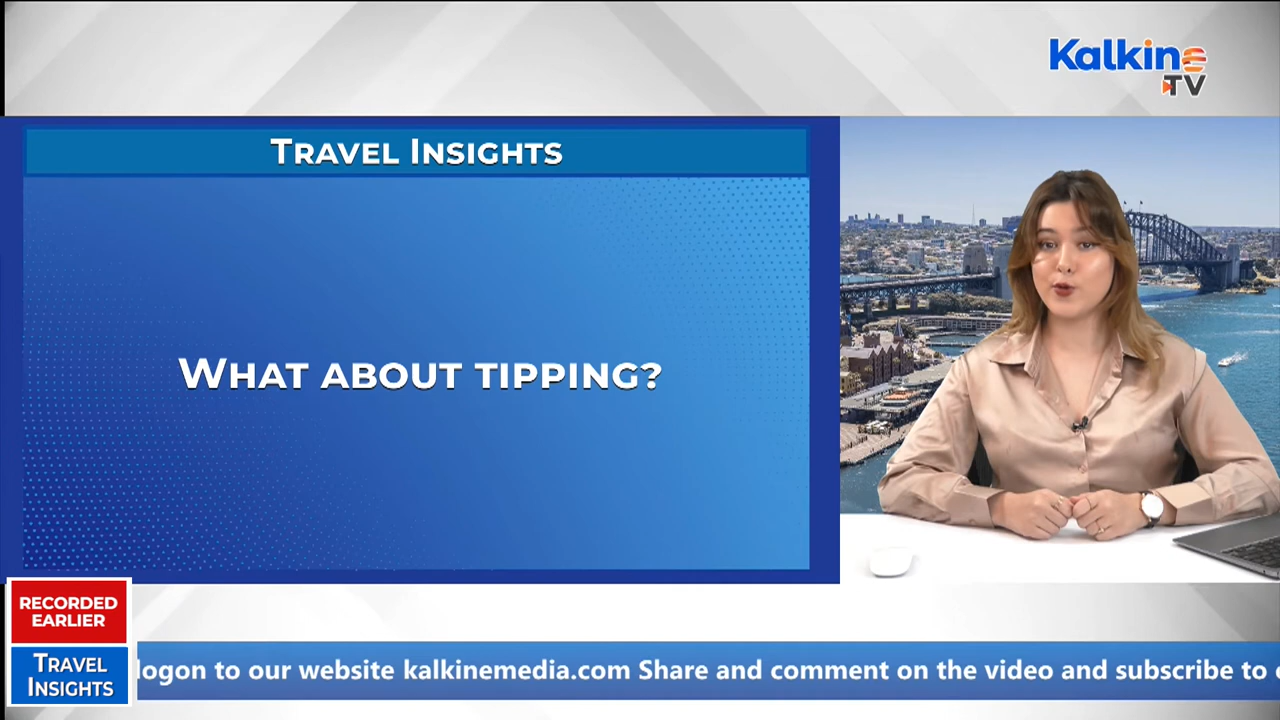 Kalkine
TV
TRAVEL INSIGHTS
WHAT ABOUT TIPPING?
RECORDED
EARLIER
TRAVEL
INSIGHTS
logon to our website kalkinemedia.com Share and comment on the video and subscribe to